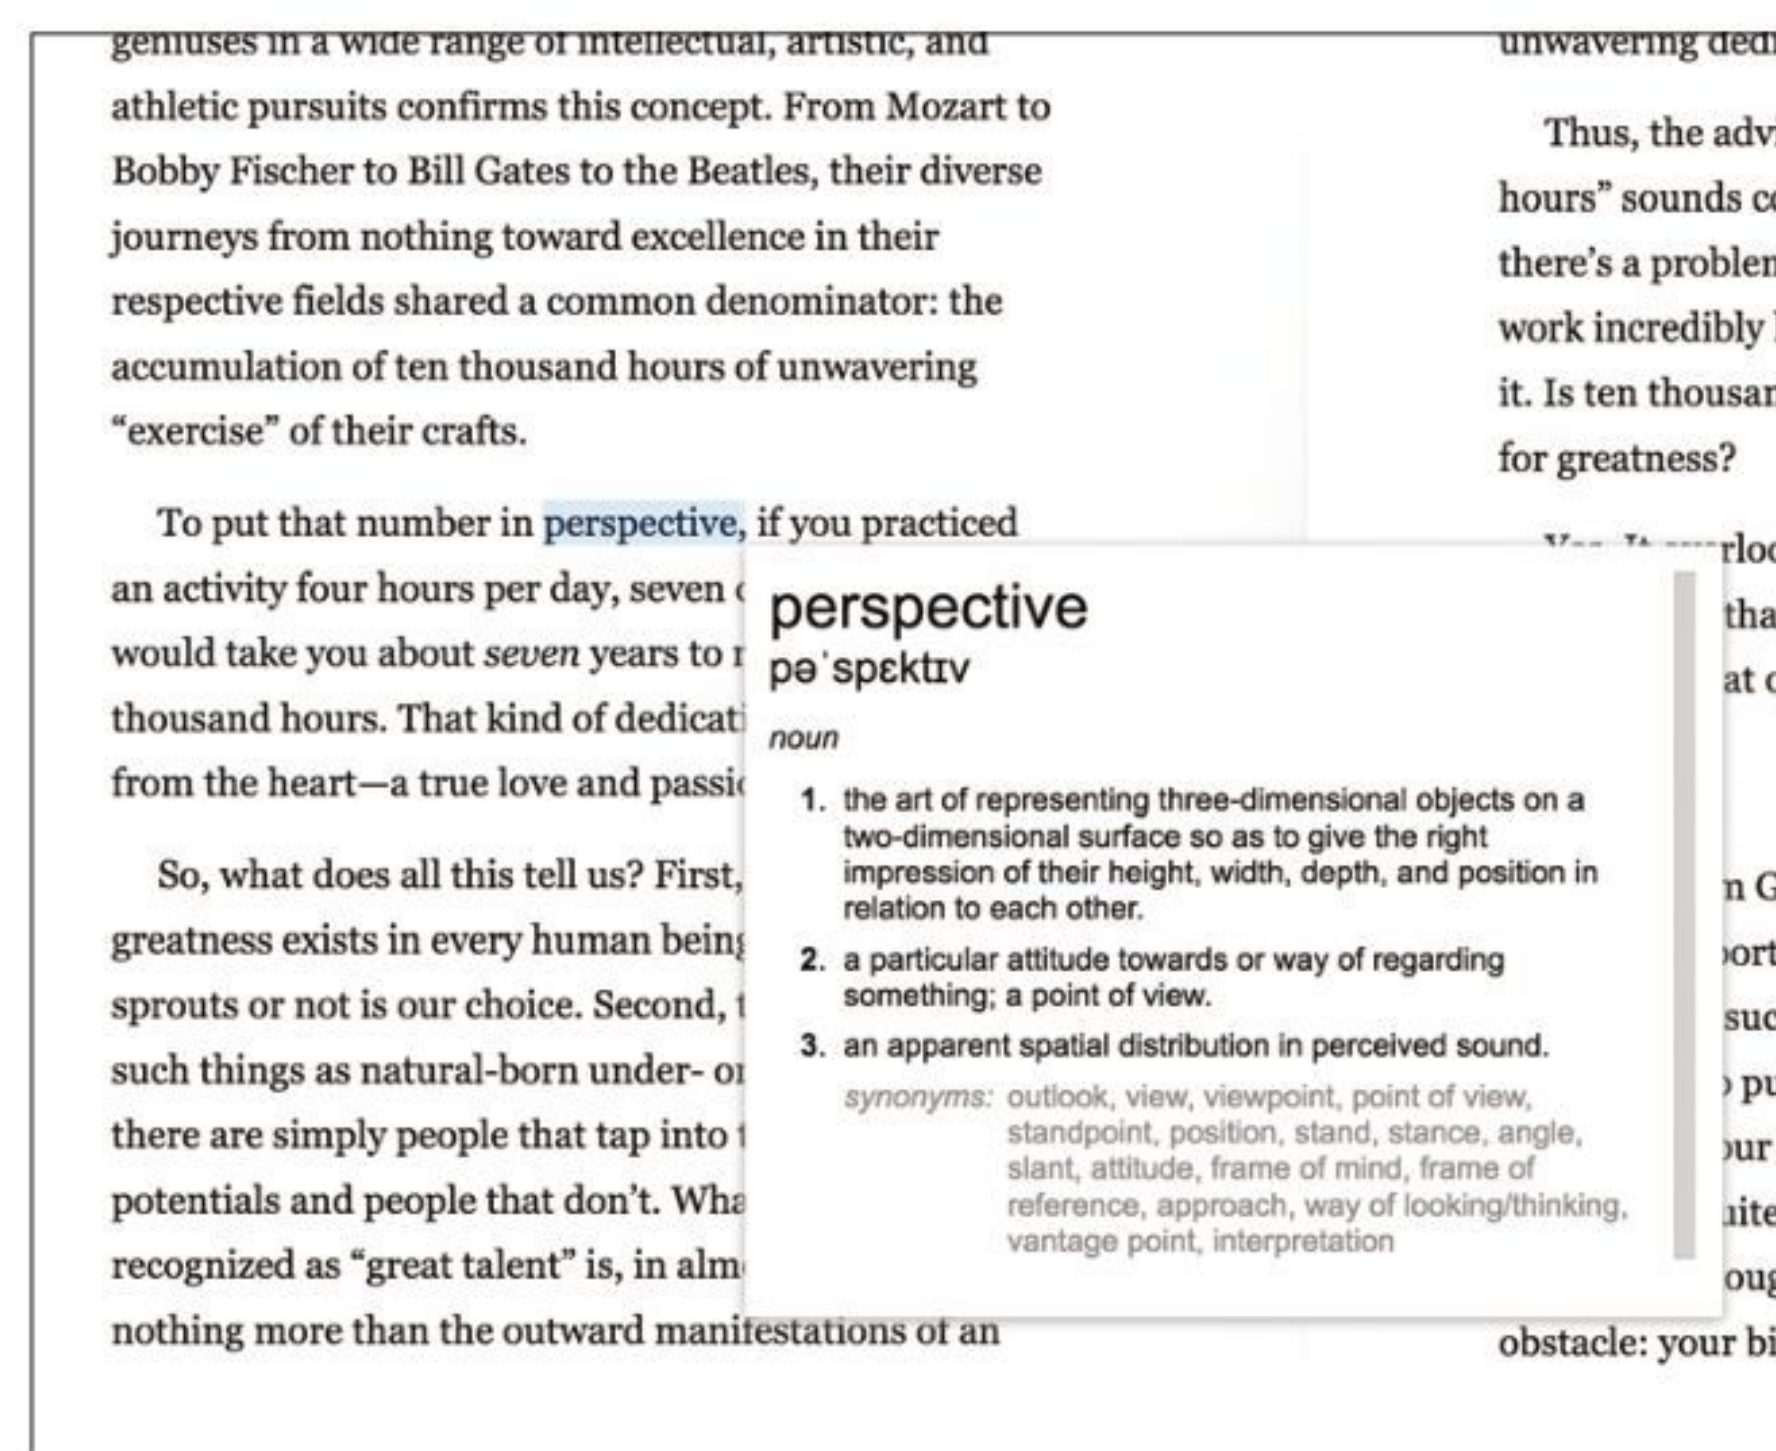 geniuses in a wide range of intellectual, artistic, and
athletic pursuits confirms this concept. From Mozart to
Bobby Fischer to Bill Gates to the Beatles, their diverse
journeys from nothing toward excellence in their
respective fields shared a common denominator: the
accumulation of ten thousand hours of unwavering
“exercise” of their crafts.
To put that number in perspective, if you practiced
an activity four hours per day, seven
would take you about seven years to
thousand hours. That kind of
from the heart—a true love and
So, what does all this tell us? First,
greatness exists in every human
sprouts or not is our choice. Second,
such things as natural-born under-
there are simply people that tap into
potentials and people that don’t.
recognized as “great talent” is, in
nothing more than the outward manifestations of an
perspective
pəˈspɛktɪv
noun
1. the art of representing three-dimensional objects on a
two-dimensional surface so as to give the right
impression of their height, width, depth, and position in
relation to each other.
2. a particular attitude towards or way of regarding
something; a point of view.
3. an apparent spatial distribution in perceived sound.
synonyms: outlook, view, viewpoint, point of view,
standpoint, position, stand, stance, angle,
slant, attitude, frame of mind, frame of
reference, approach, way of looking/thinking,
vantage point, interpretation
unwavering
Thus, the
hours” sounds
there’s a
work incredibly
it. Is ten
for greatness?
at
obstacle: your